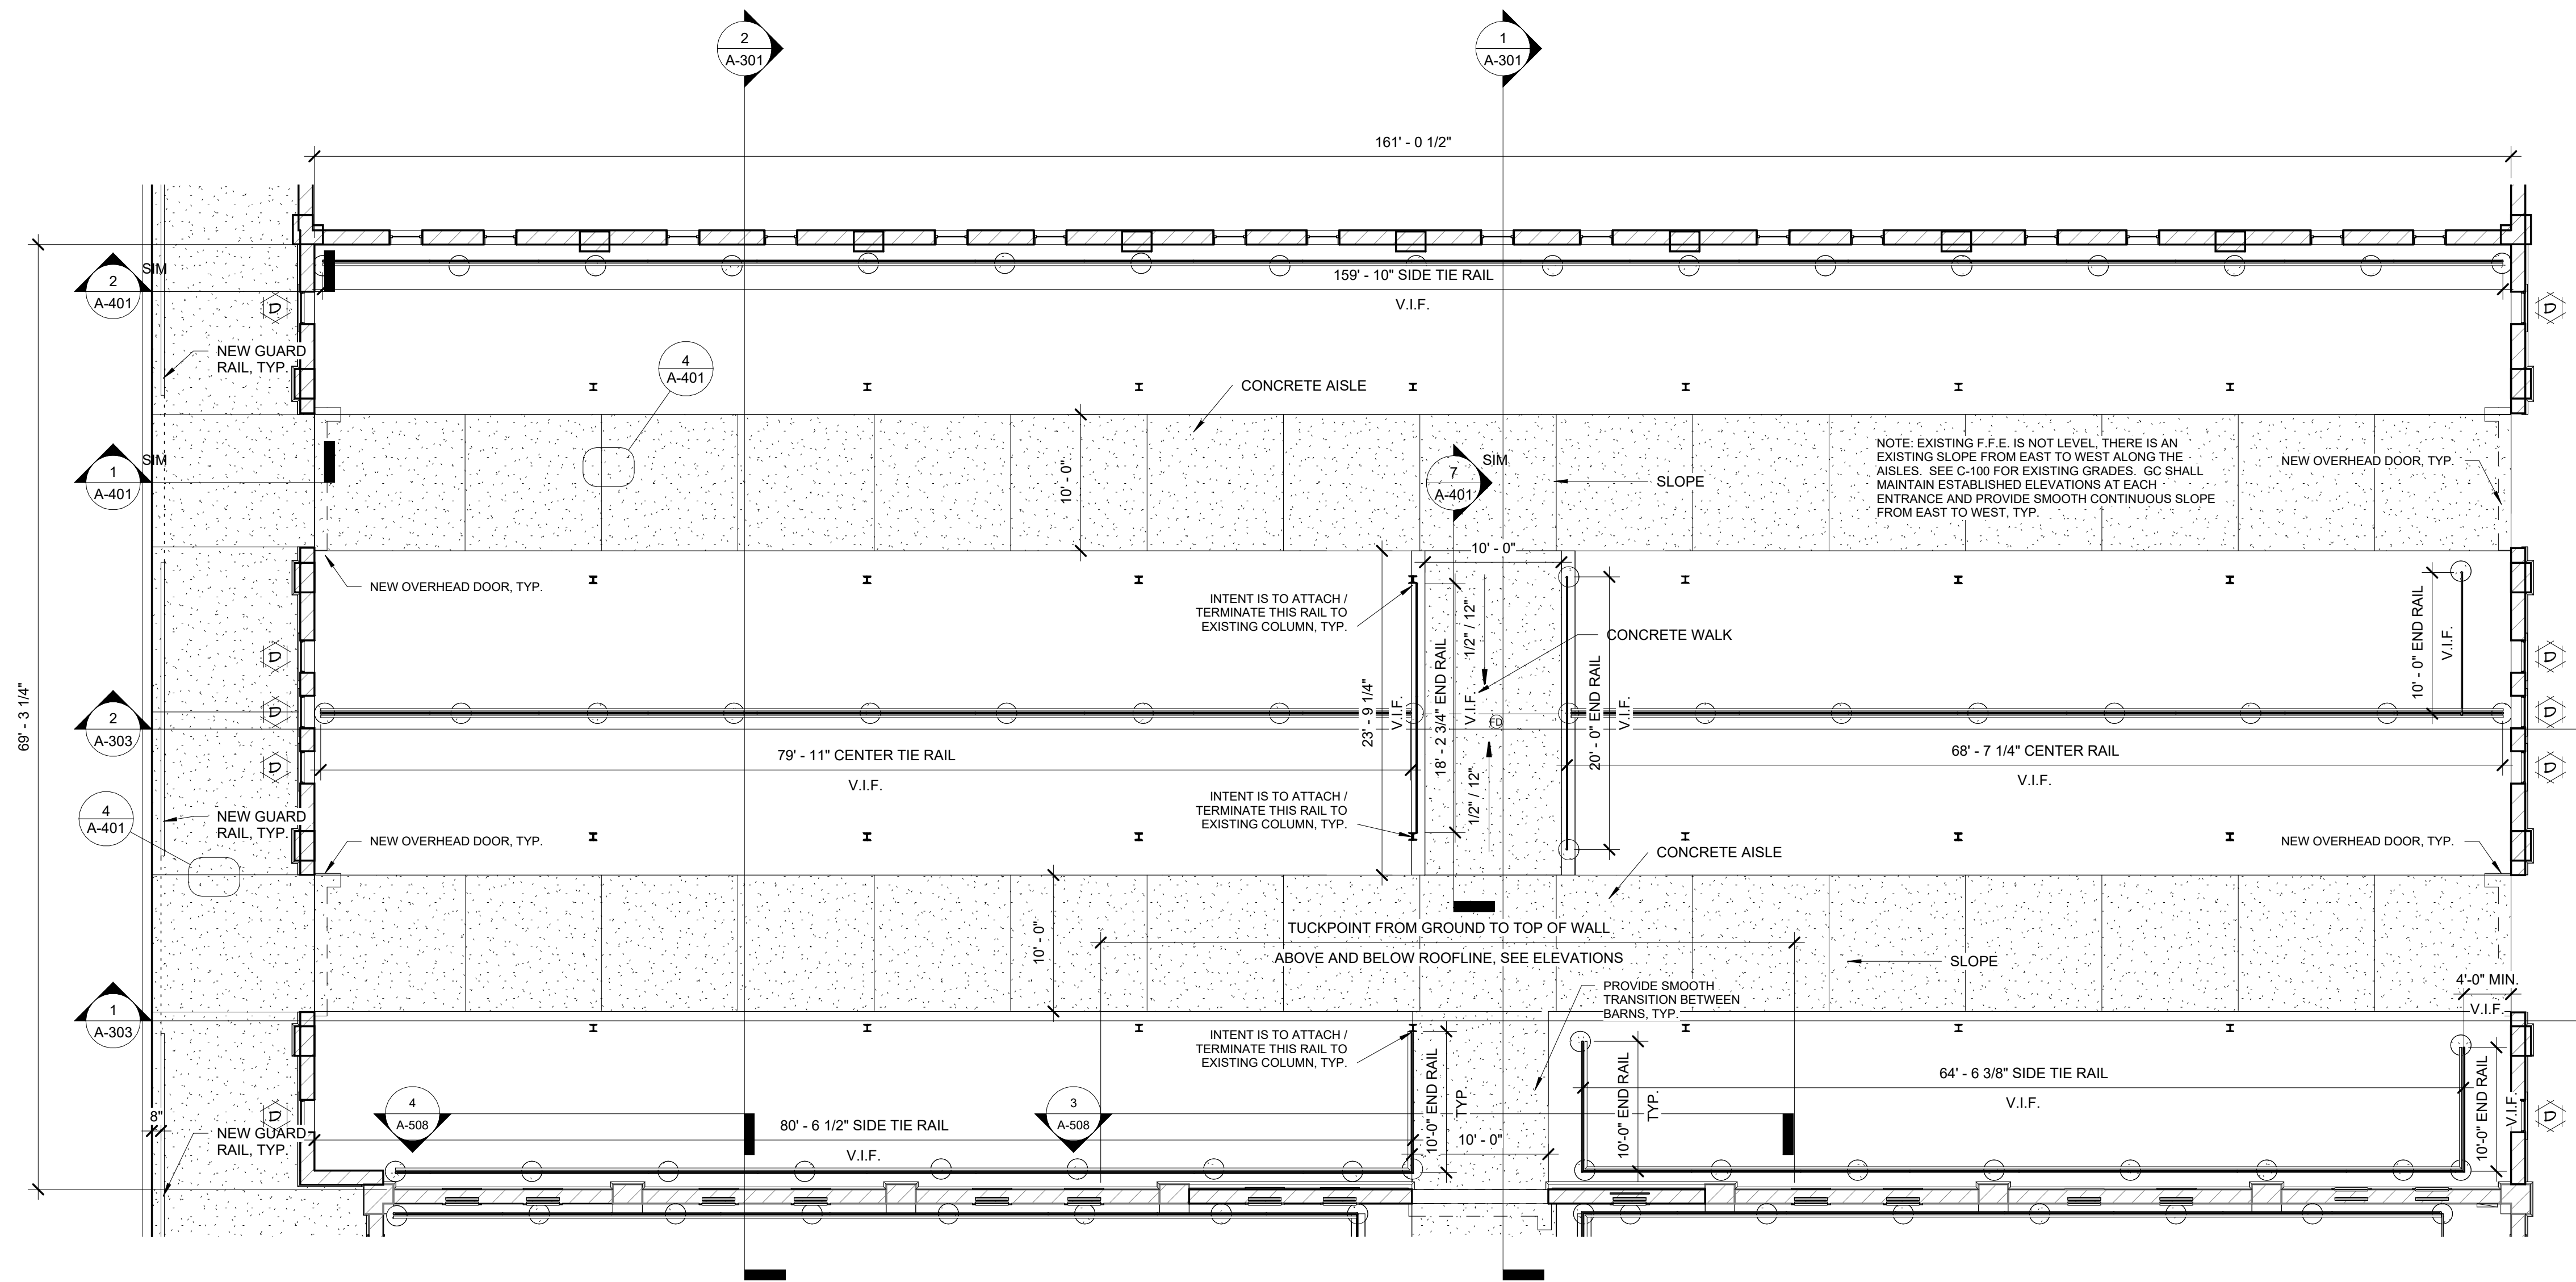 2
A-301
1
A-301
161' - 0 1/2"
2
A-401
SIM
159' - 10" SIDE TIE RAIL
V.I.F.
D
D
NEW GUARD
RAIL, TYP.
4
A-401
CONCRETE AISLE
1
A-401
SIM
10' - 0"
7
A-401
SIM
SLOPE
NOTE: EXISTING F.F.E. IS NOT LEVEL, THERE IS AN
EXISTING SLOPE FROM EAST TO WEST ALONG THE
AISLES. SEE C-100 FOR EXISTING GRADES. GC SHALL
MAINTAIN ESTABLISHED ELEVATIONS AT EACH
ENTRANCE AND PROVIDE SMOOTH CONTINUOUS SLOPE
FROM EAST TO WEST, TYP.
NEW OVERHEAD DOOR, TYP.
10' - 0"
NEW OVERHEAD DOOR, TYP.
INTENT IS TO ATTACH /
TERMINATE THIS RAIL TO
EXISTING COLUMN, TYP.
1/2" / 12"
CONCRETE WALK
10' - 0" END RAIL
V.I.F.
69' - 3 1/4"
D
D
D
D
2
A-303
23' - 9 1/4"
V.I.F.
18' - 2 3/4" END RAIL
V.I.F.
FD
20' - 0" END RAIL
V.I.F.
79' - 11" CENTER TIE RAIL
V.I.F.
68' - 7 1/4" CENTER RAIL
V.I.F.
D
D
4
A-401
NEW GUARD
RAIL, TYP.
INTENT IS TO ATTACH /
TERMINATE THIS RAIL TO
EXISTING COLUMN, TYP.
1/2" / 12"
NEW OVERHEAD DOOR, TYP.
CONCRETE AISLE
NEW OVERHEAD DOOR, TYP.
10' - 0"
TUCKPOINT FROM GROUND TO TOP OF WALL
ABOVE AND BELOW ROOFLINE, SEE ELEVATIONS
SLOPE
PROVIDE SMOOTH
TRANSITION BETWEEN
BARNS, TYP.
4'-0" MIN.
V.I.F.
1
A-303
INTENT IS TO ATTACH /
TERMINATE THIS RAIL TO
EXISTING COLUMN, TYP.
10'-0" END RAIL
TYP.
10' - 0"
10'-0" END RAIL
TYP.
64' - 6 3/8" SIDE TIE RAIL
V.I.F.
10'-0" END RAIL
V.I.F.
8"
D
D
NEW GUARD
RAIL, TYP.
4
A-508
80' - 6 1/2" SIDE TIE RAIL
V.I.F.
3
A-508